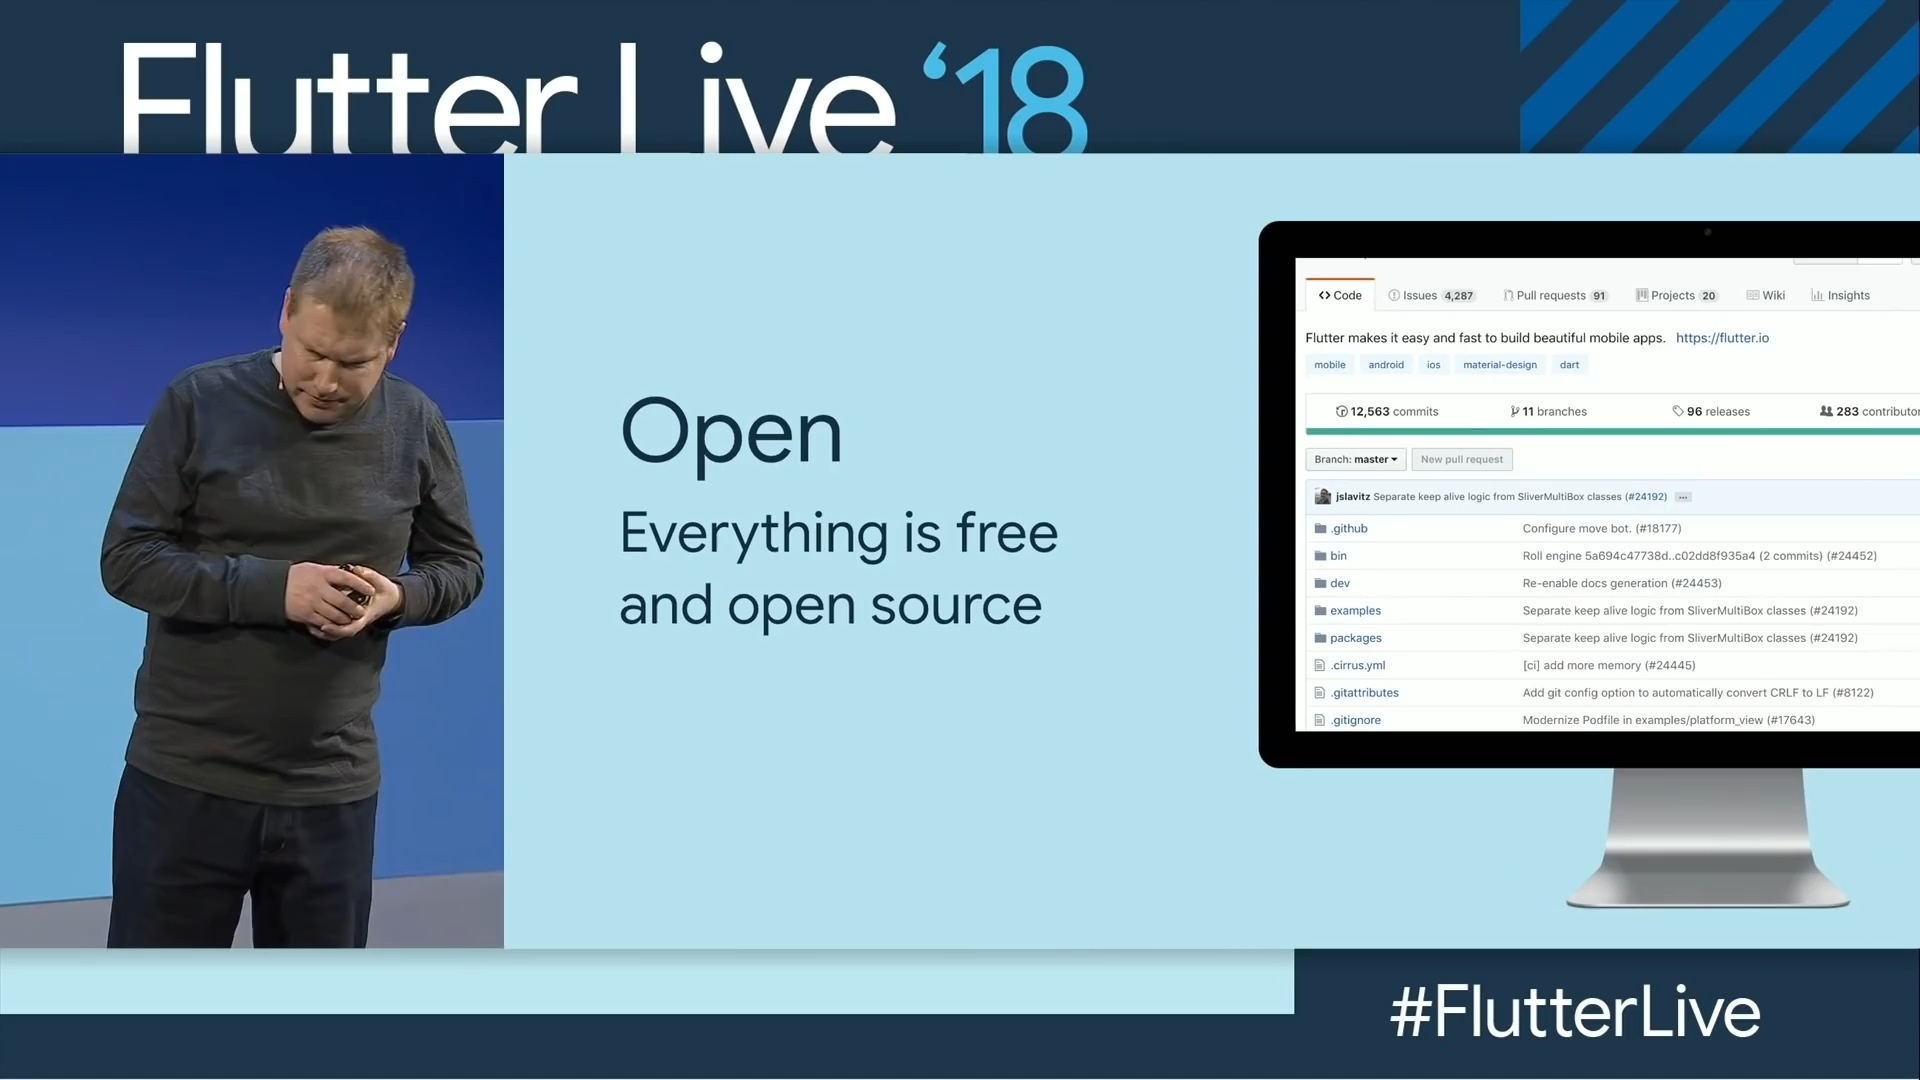 Flutter Live ‘18
Open
Everything is free
and open source
Code Issues 4,287 Pull requests 91 Projects 20 Wiki Insights
Flutter makes it easy and fast to build beautiful mobile apps. https://flutter.io
mobile android ios material-design dart
12,563 commits 11 branches 96 releases 283 contributor
Branch: master New pull request
jslavitz Separate keep alive logic from SliverMultiBox classes (#24192) ...
.github Configure move bot. (#18177)
bin Roll engine 5a694c47738d..c02dd8f935a4 (2 commits) (#24452)
dev Re-enable docs generation (#24453)
examples Separate keep alive logic from SliverMultiBox classes (#24192)
packages Separate keep alive logic from SliverMultiBox classes (#24192)
.cirrus.yml [ci] add more memory (#24445)
.gitattributes Add git config option to automatically convert CRLF to LF (#8122)
.gitignore Modernize Podfile in examples/platform_view (#17643)
#FlutterLive